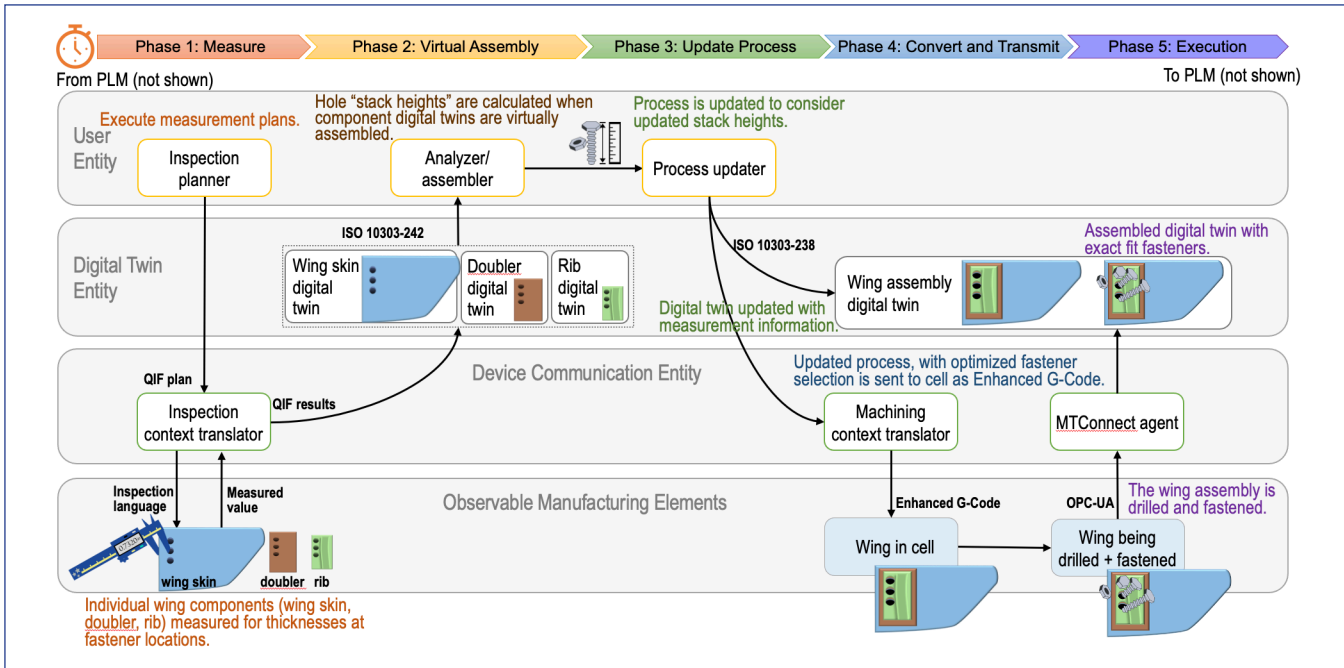 Phase 1: Measure
Phase 2: Virtual Assembly
Phase 3: Update Process
Phase 4: Convert and Transmit
Phase 5: Execution
From PLM (not shown)
To PLM (not shown)
User
Entity
Execute measurement plans.
Hole “stack heights” are calculated when
component digital twins are virtually
assembled.
Process is updated to consider
updated stack heights.
Inspection
planner
Analyzer/
assembler
Process updater
Digital Twin
Entity
ISO 10303-242
Wing skin
digital
twin
Doubler
digital
twin
Rib
digital
twin
ISO 10303-238
Assembled digital twin with
exact fit fasteners.
Wing assembly
digital twin
Digital twin updated with
measurement information.
Device Communication Entity
QIF plan
QIF results
Inspection
context translator
Updated process, with optimized fastener
selection is sent to cell as Enhanced G-Code.
Machining
context translator
MTConnect agent
Observable Manufacturing Elements
Inspection
language
Measured
value
Enhanced G-Code
OPC-UA
The wing assembly is
drilled and fastened.
0.7320
wing skin
doubler
rib
Wing in cell
Wing being
drilled + fastened
Individual wing components (wing skin,
doubler, rib) measured for thicknesses at
fastener locations.